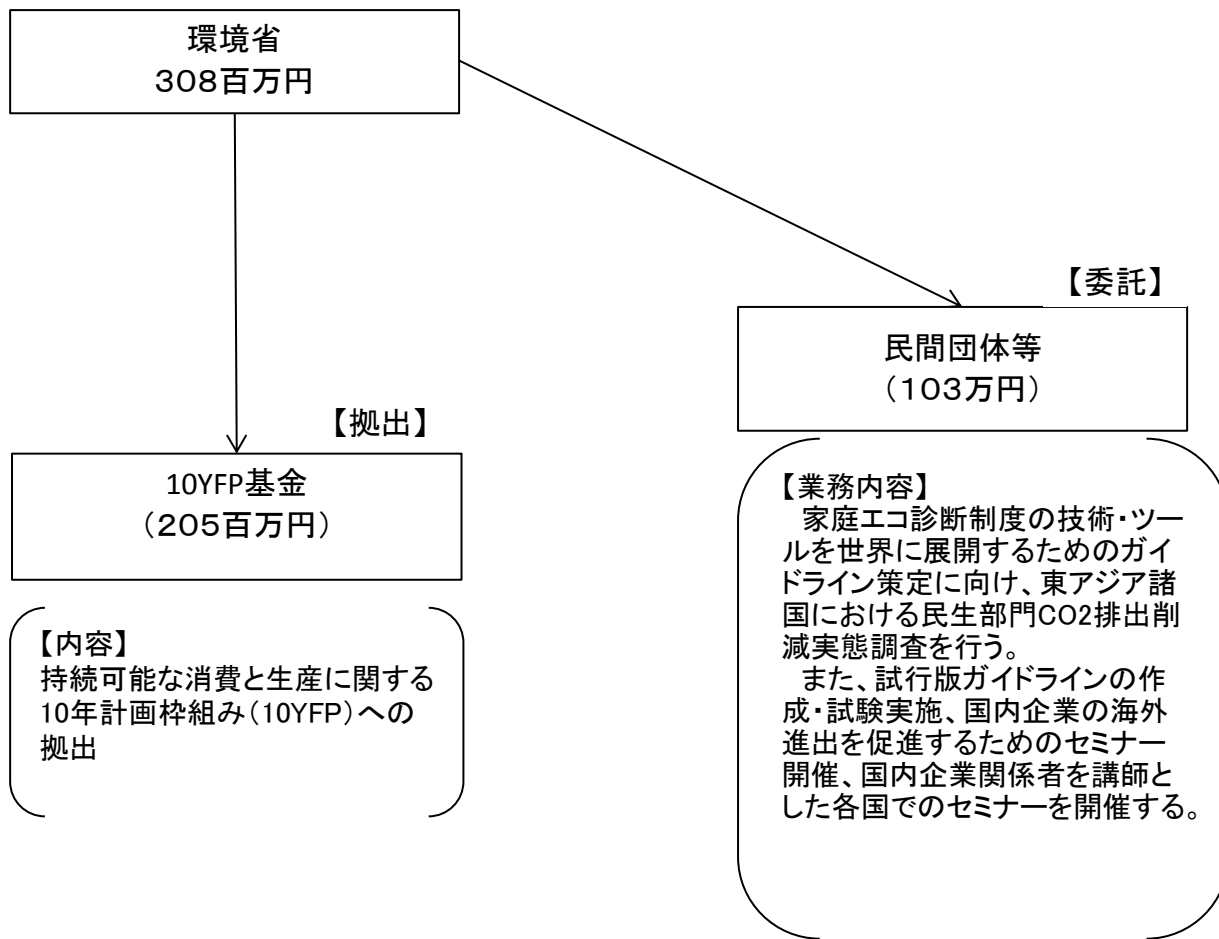 環境省
308百万円
【拠出】
10YFP基金
（205百万円）
【内容】
持続可能な消費と生産に関する
10年計画枠組み（10YFP）への
拠出
【委託】
民間団体等
（103万円）
【業務内容】
　家庭エコ診断制度の技術・ツー
ルを世界に展開するためのガイ
ドライン策定に向け、東アジア諸
国における民生部門CO2排出削
減実態調査を行う。
　また、試行版ガイドラインの作
成・試験実施、国内企業の海外
進出を促進するためのセミナー
開催、国内企業関係者を講師と
した各国でのセミナーを開催する。